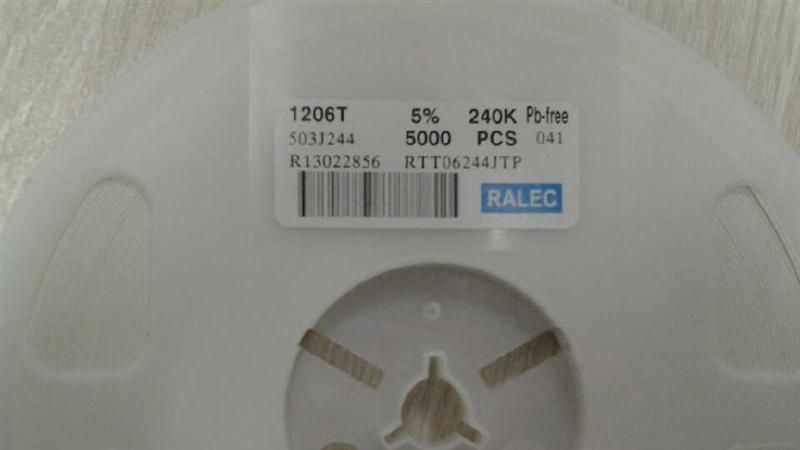 1206T 5% 240K Pb-free
503J244 5000 PCS 041
R13022856 RTT06244JTP
RALEC